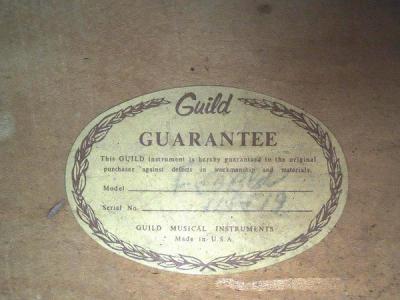 Guild
GUARANTEE
This GUILD instrument is hereby guaranteed to the original
purchaser against defects in workmanship and materials.
Model
Serial No.
GUILD MUSICAL INSTRUMENTS
Made in U.S.A.